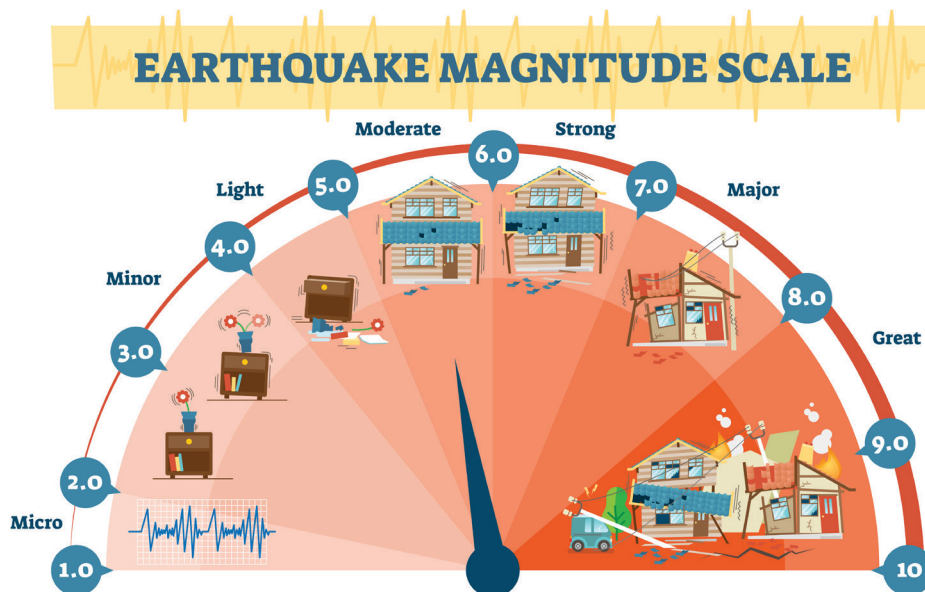 EARTHQUAKE MAGNITUDE SCALE
Micro
Minor
Light
Moderate
Strong
Major
Great
1.0
2.0
3.0
4.0
5.0
6.0
7.0
8.0
9.0
10